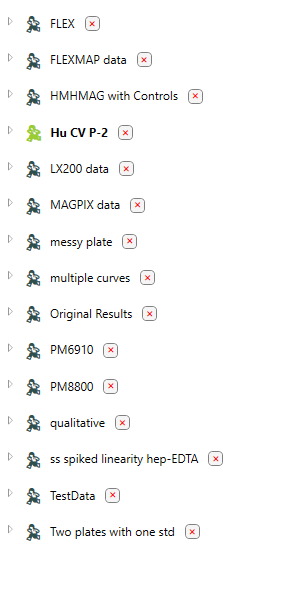 FLEX
FLEXMAP data
HMHMAG with Controls
Hu CV P-2
LX200 data
MAGPIX data
messy plate
multiple curves
Original Results
PM6910
PM8800
qualitative
ss spiked linearity hep-EDTA
TestData
Two plates with one std